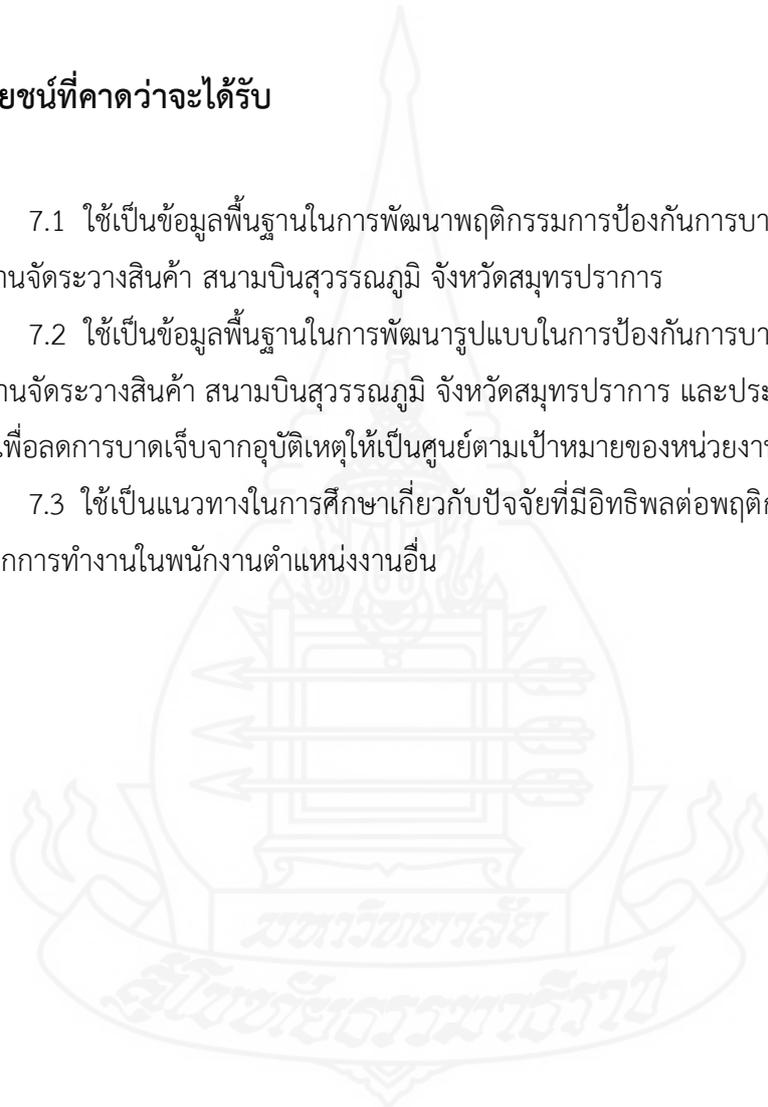 ยชน์ที่คาดว่าจะได้รับ
7.1 ใช้เป็นข้อมูลพื้นฐานในการพัฒนาพฤติกรรมการป้องกันการบา
านจัดระวางสินค้า สนามบินสุวรรณภูมิ จังหวัดสมุทรปราการ
7.2 ใช้เป็นข้อมูลพื้นฐานในการพัฒนารูปแบบในการป้องกันการบา
านจัดระวางสินค้า สนามบินสุวรรณภูมิ จังหวัดสมุทรปราการ และประ
เพื่อลดการบาดเจ็บจากอุบัติเหตุให้เป็นศูนย์ตามเป้าหมายของหน่วยงาน
7.3 ใช้เป็นแนวทางในการศึกษาเกี่ยวกับปัจจัยที่มีอิทธิพลต่อพฤติก
กการทำงานในพนักงานตำแหน่งงานอื่น
มหาวิทยาลัย
สุโขทัยธรรมาธิราช